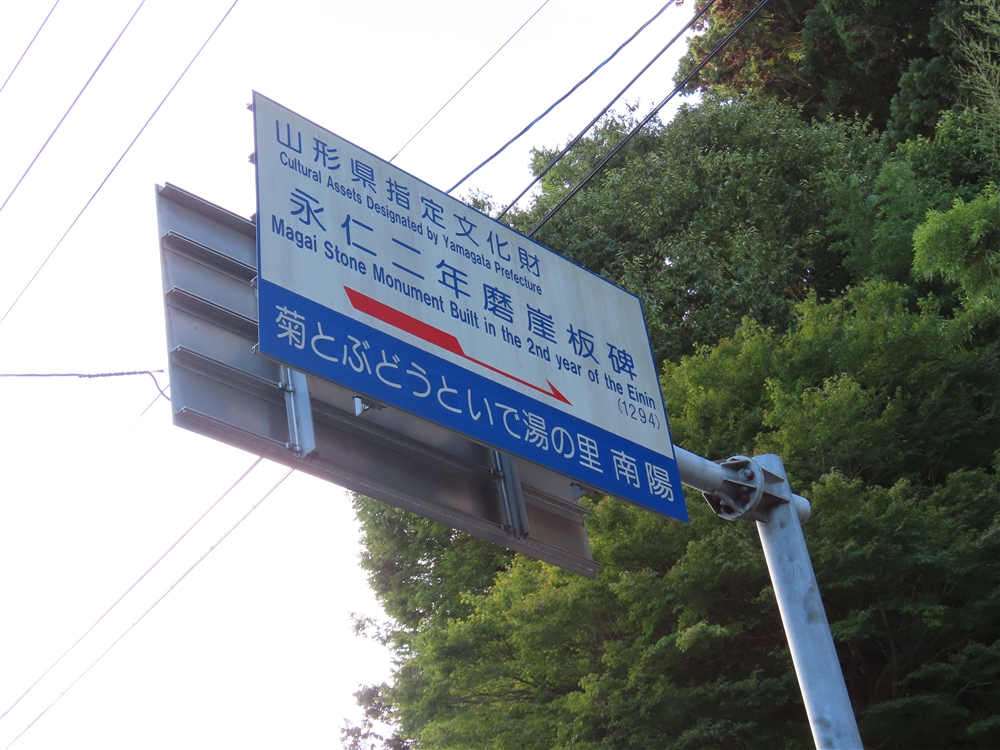 山形県指定文化財
Cultural Assets Designated by Yamagata Prefecture
永仁二年磨崖板碑
Magai Stone Monument Built in the 2nd year of the Einin
(1294)
菊とぶどうといで湯の里 南陽